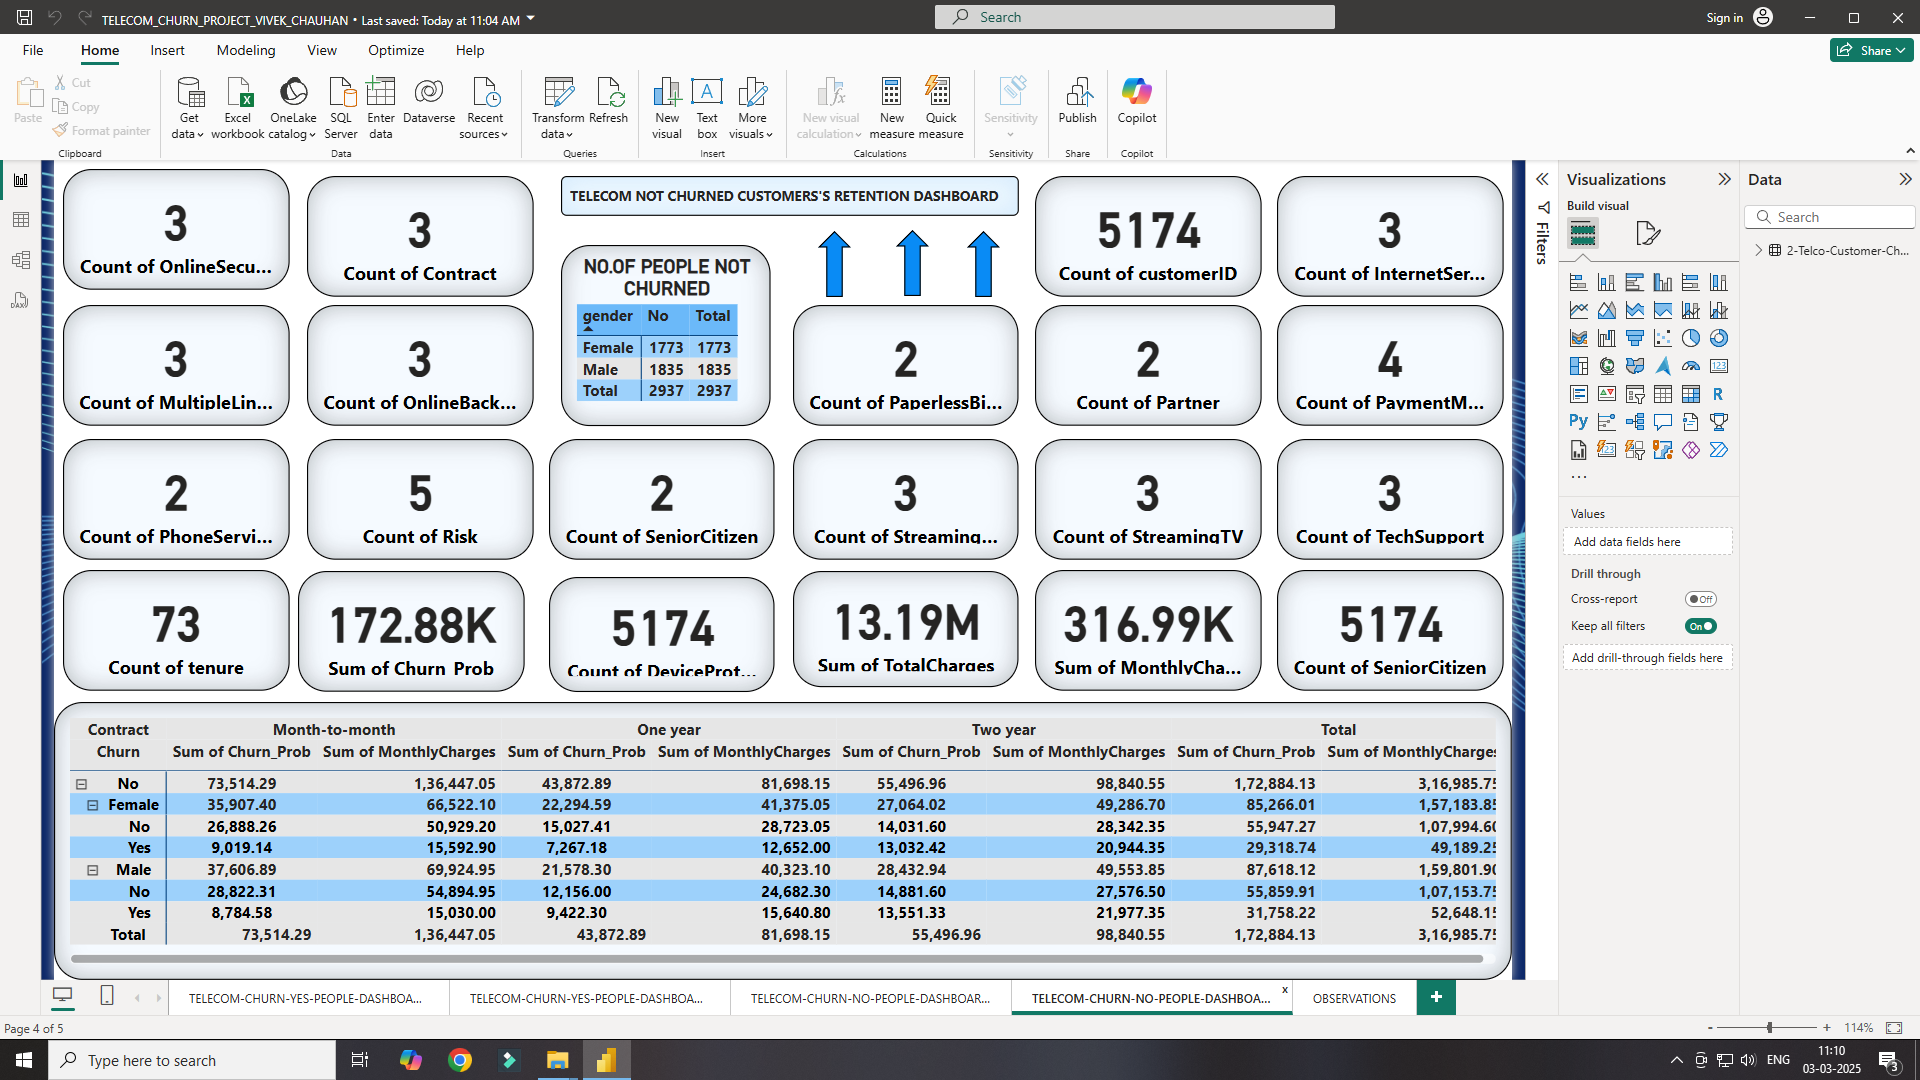 TELECOM_CHURN_PROJECT_VIVEK_CHAUHAN • Last saved: Today at 11:04 AM
Search
Sign in
File Home Insert Modeling View Optimize Help
Share
Paste
Cut
Copy
Format painter
Clipboard
Get data
Excel workbook
OneLake catalog
SQL Server
Enter data
Dataverse
Recent sources
Data
Transform data
Refresh
Queries
New visual
Text box
More visuals
Insert
New visual calculation
New measure
Quick measure
Calculations
Sensitivity
Sensitivity
Publish
Share
Copilot
Copilot
3
Count of OnlineSecu...
3
Count of Contract
TELECOM NOT CHURNED CUSTOMERS'S RETENTION DASHBOARD
5174
Count of customerID
3
Count of InternetSer...
NO.OF PEOPLE NOT
CHURNED
gender No Total
Female 1773 1773
Male 1835 1835
Total 2937 2937
3
Count of MultipleLin...
3
Count of OnlineBack...
2
Count of PaperlessBi...
2
Count of Partner
4
Count of PaymentM...
2
Count of PhoneServi...
5
Count of Risk
2
Count of SeniorCitizen
3
Count of Streaming...
3
Count of StreamingTV
3
Count of TechSupport
73
Count of tenure
172.88K
Sum of Churn_Prob
5174
Count of DeviceProt...
13.19M
Sum of TotalCharges
316.99K
Sum of MonthlyCha...
5174
Count of SeniorCitizen
Contract Month-to-month One year Two year Total
Churn Sum of Churn_Prob Sum of MonthlyCharges Sum of Churn_Prob Sum of MonthlyCharges Sum of Churn_Prob Sum of MonthlyCharges Sum of Churn_Prob Sum of MonthlyCharges
No 73,514.29 1,36,447.05 43,872.89 81,698.15 55,496.96 98,840.55 1,72,884.13 3,16,985.75
Female 35,907.40 66,522.10 22,294.59 41,375.05 27,064.02 49,286.70 85,266.01 1,57,183.85
No 26,888.26 50,929.20 15,027.41 28,723.05 14,031.60 28,342.35 55,947.27 1,07,994.60
Yes 9,019.14 15,592.90 7,267.18 12,652.00 13,032.42 20,944.35 29,318.74 49,189.25
Male 37,606.89 69,924.95 21,578.30 40,323.10 28,432.94 49,553.85 87,618.12 1,59,801.90
No 28,822.31 54,894.95 12,156.00 24,682.30 14,881.60 27,576.50 55,859.91 1,07,153.75
Yes 8,784.58 15,030.00 9,422.30 15,640.80 13,551.33 21,977.35 31,758.22 52,648.15
Total 73,514.29 1,36,447.05 43,872.89 81,698.15 55,496.96 98,840.55 1,72,884.13 3,16,985.75
Filters
Visualizations
Build visual
Values
Add data fields here
Drill through
Cross-report Off
Keep all filters On
Add drill-through fields here
Data
Search
2-Telco-Customer-Ch...
TELECOM-CHURN-YES-PEOPLE-DASHBOA...
TELECOM-CHURN-YES-PEOPLE-DASHBOA...
TELECOM-CHURN-NO-PEOPLE-DASHBOAR...
TELECOM-CHURN-NO-PEOPLE-DASHBOA... x
OBSERVATIONS
+
Page 4 of 5
- + 114%
Type here to search
ENG
11:10
03-03-2025
3